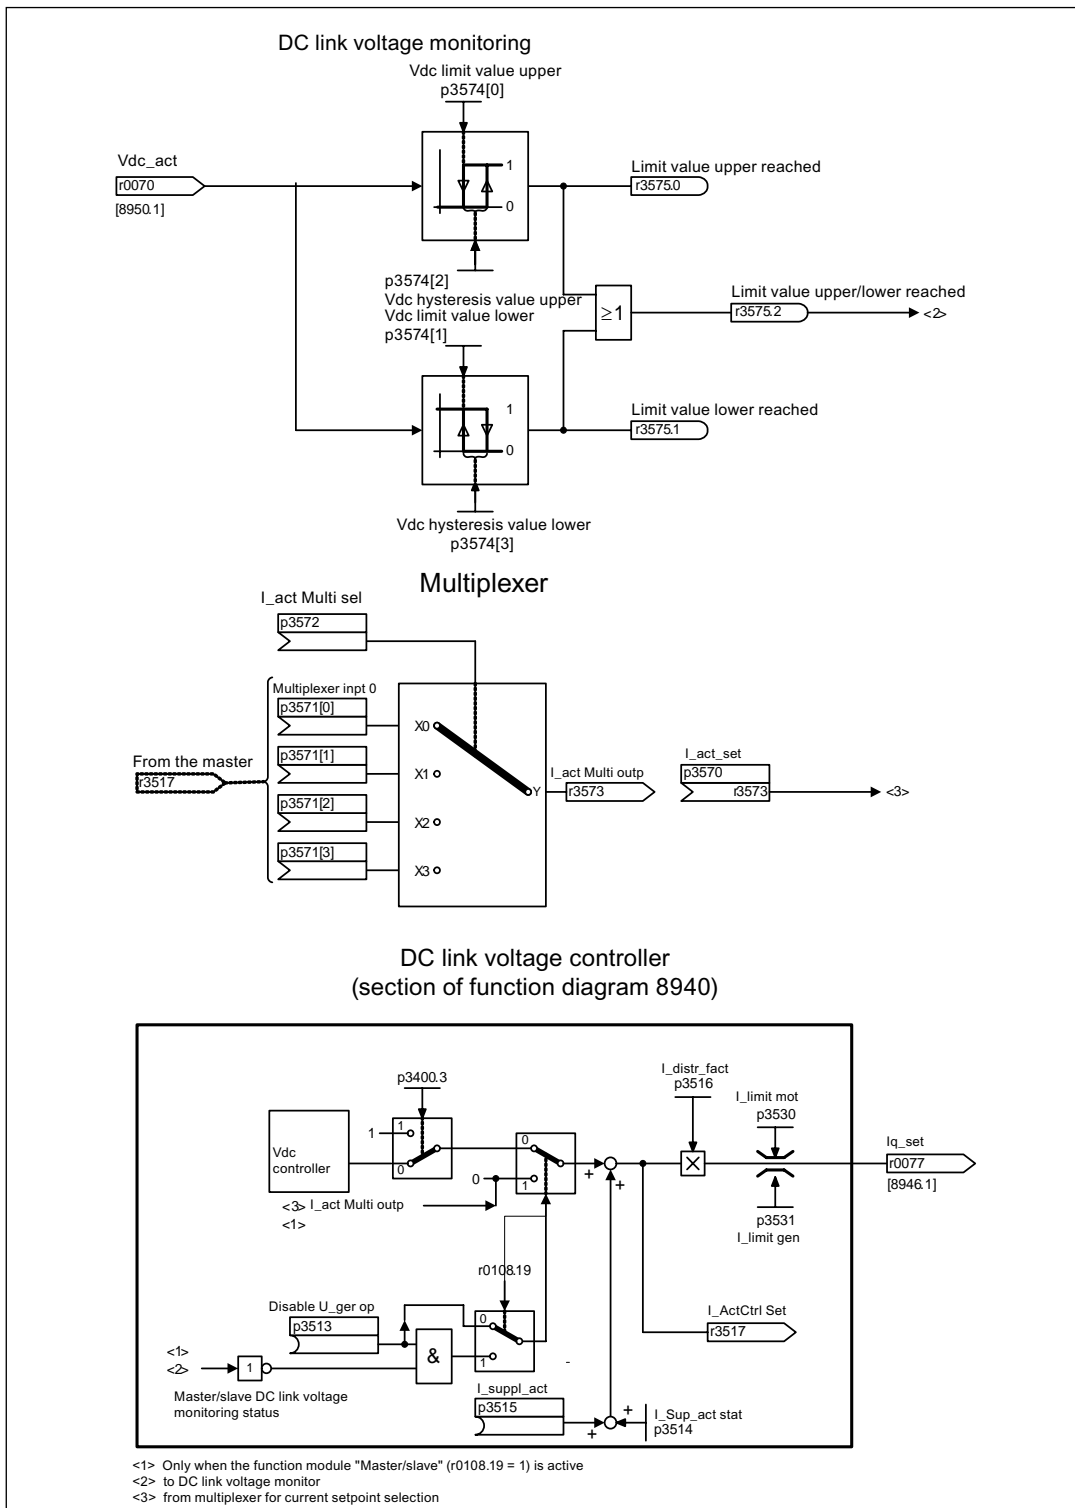 DC link voltage monitoring
Vdc limit value upper
p3574[0]
Vdc_act
r0070
[8950.1]
1
0
Limit value upper reached
r3575.0
p3574[2]
Vdc hysteresis value upper
Vdc limit value lower
p3574[1]
≥1
Limit value upper/lower reached
r3575.2
<2>
1
0
Limit value lower reached
r3575.1
Vdc hysteresis value lower
p3574[3]
Multiplexer
I_act Multi sel
p3572
Multiplexer inpt 0
p3571[0]
X0
From the master
r3517
p3571[1]
X1
p3571[2]
X2
p3571[3]
X3
Y
I_act Multi outp
r3573
I_act_set
p3570
r3573
<3>
DC link voltage controller
(section of function diagram 8940)
p3400.3
Vdc
controller
1
1
0
0
0
1
<3> I_act Multi outp
<1>
+
+
I_distr_fact
p3516
X
I_limit mot
p3530
p3531
I_limit gen
Iq_set
r0077
[8946.1]
r0108.19
Disable U_ger op
p3513
0
1
&
-
<1>
<2>
1
Master/slave DC link voltage
monitoring status
I_ActCtrl Set
r3517
I_suppl_act
p3515
+
+
I_Sup_act stat
p3514
<1> Only when the function module "Master/slave" (r0108.19 = 1) is active
<2> to DC link voltage monitor
<3> from multiplexer for current setpoint selection